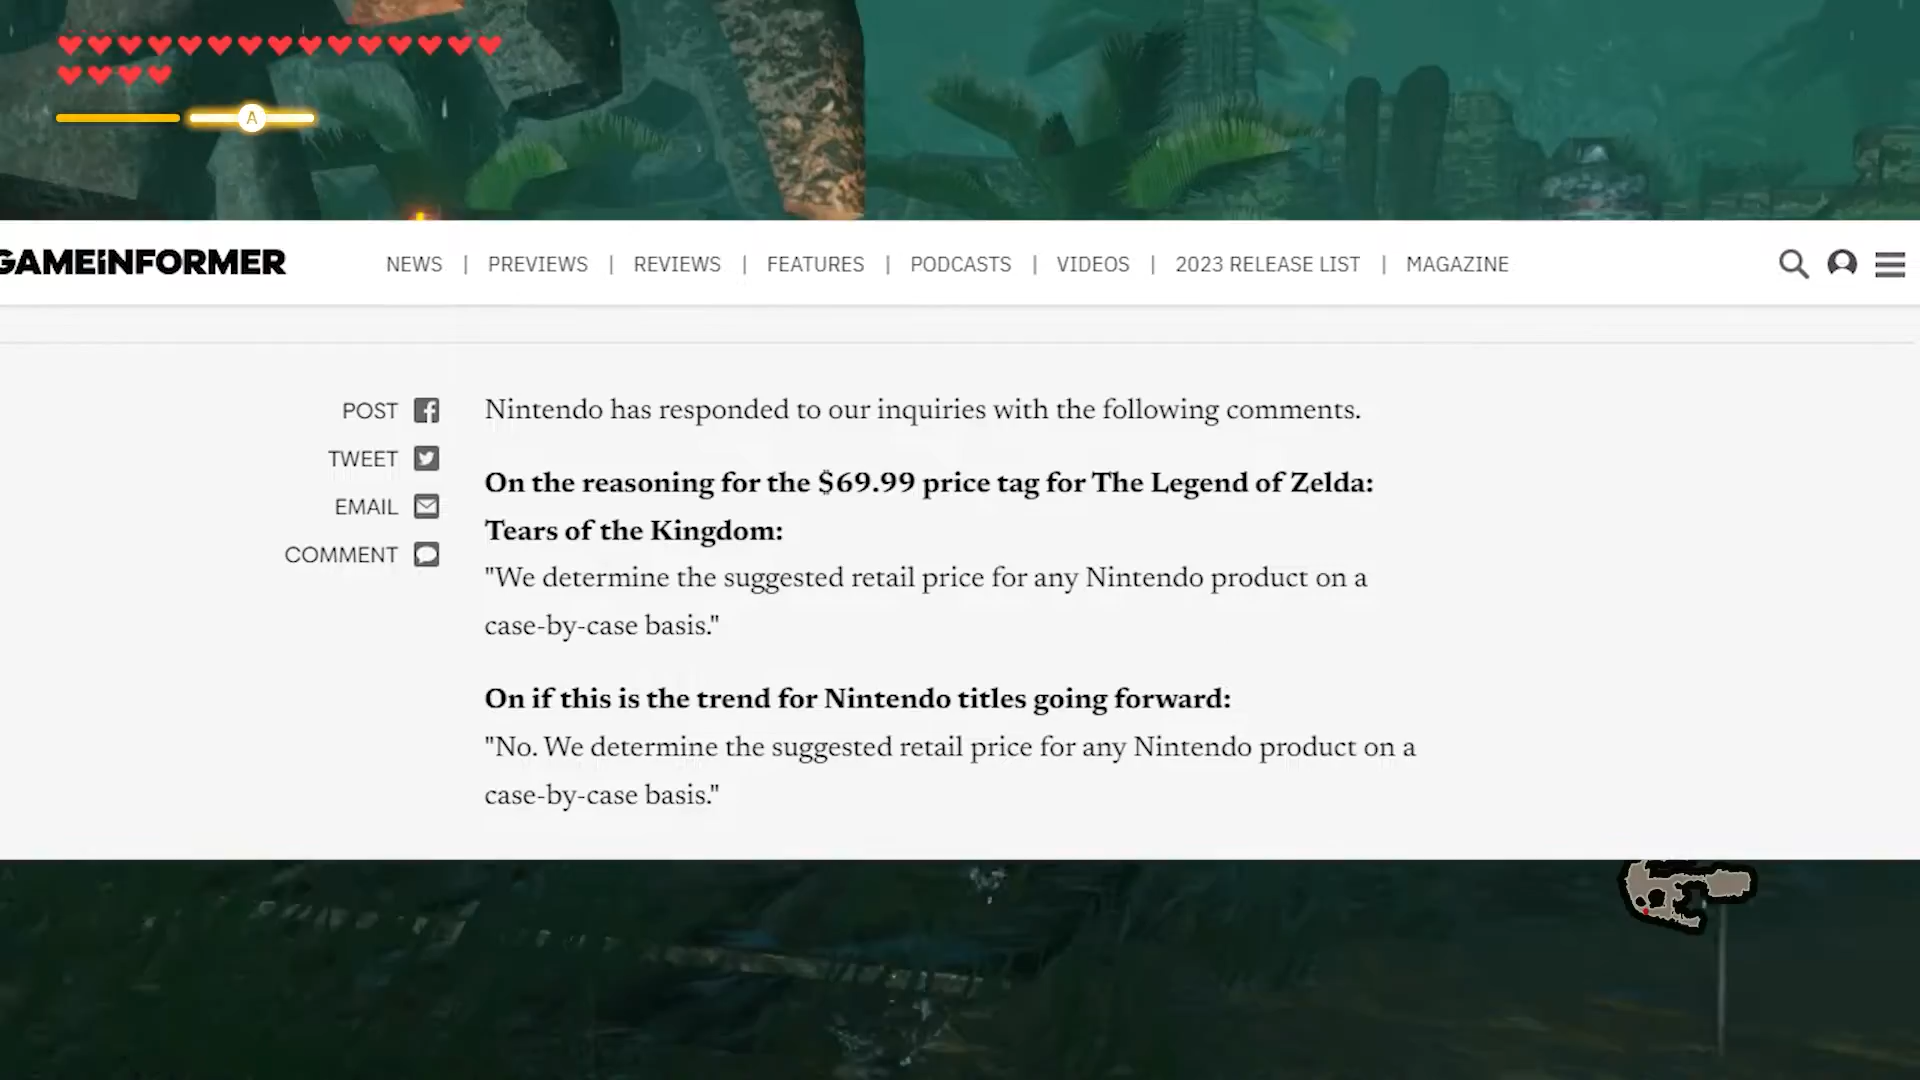 A
GAMEiNFORMER
NEWS | PREVIEWS | REVIEWS | FEATURES | PODCASTS | VIDEOS | 2023 RELEASE LIST | MAGAZINE
POST
TWEET
EMAIL
COMMENT
Nintendo has responded to our inquiries with the following comments.
On the reasoning for the $69.99 price tag for The Legend of Zelda:
Tears of the Kingdom:
"We determine the suggested retail price for any Nintendo product on a
case-by-case basis."
On if this is the trend for Nintendo titles going forward:
"No. We determine the suggested retail price for any Nintendo product on a
case-by-case basis."